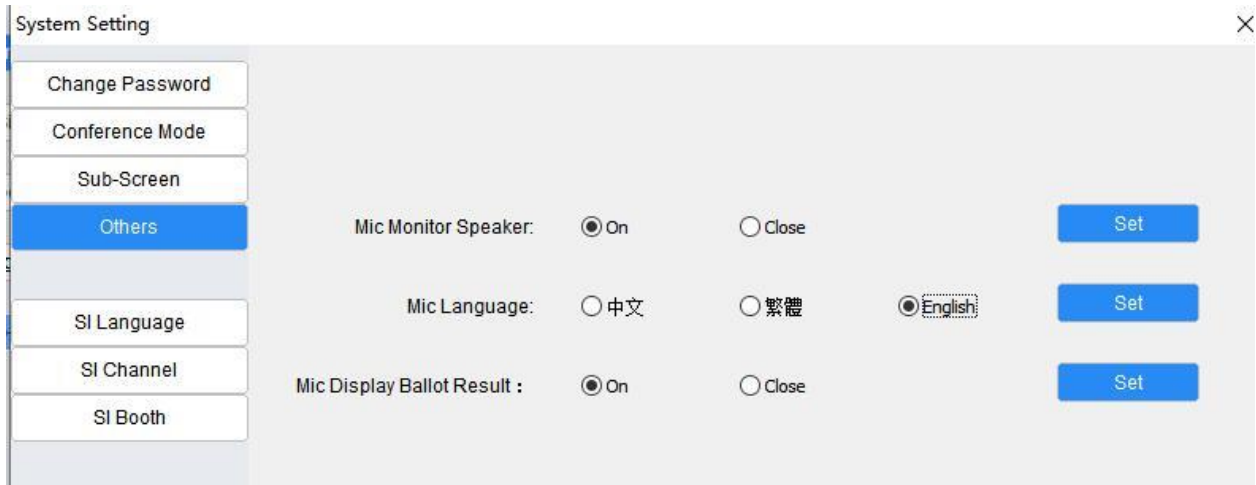 System Setting
Change Password
Conference Mode
Sub-Screen
Others
SI Language
SI Channel
SI Booth
Mic Monitor Speaker: On Close Set
Mic Language: 中文 繁體 English Set
Mic Display Ballot Result： On Close Set